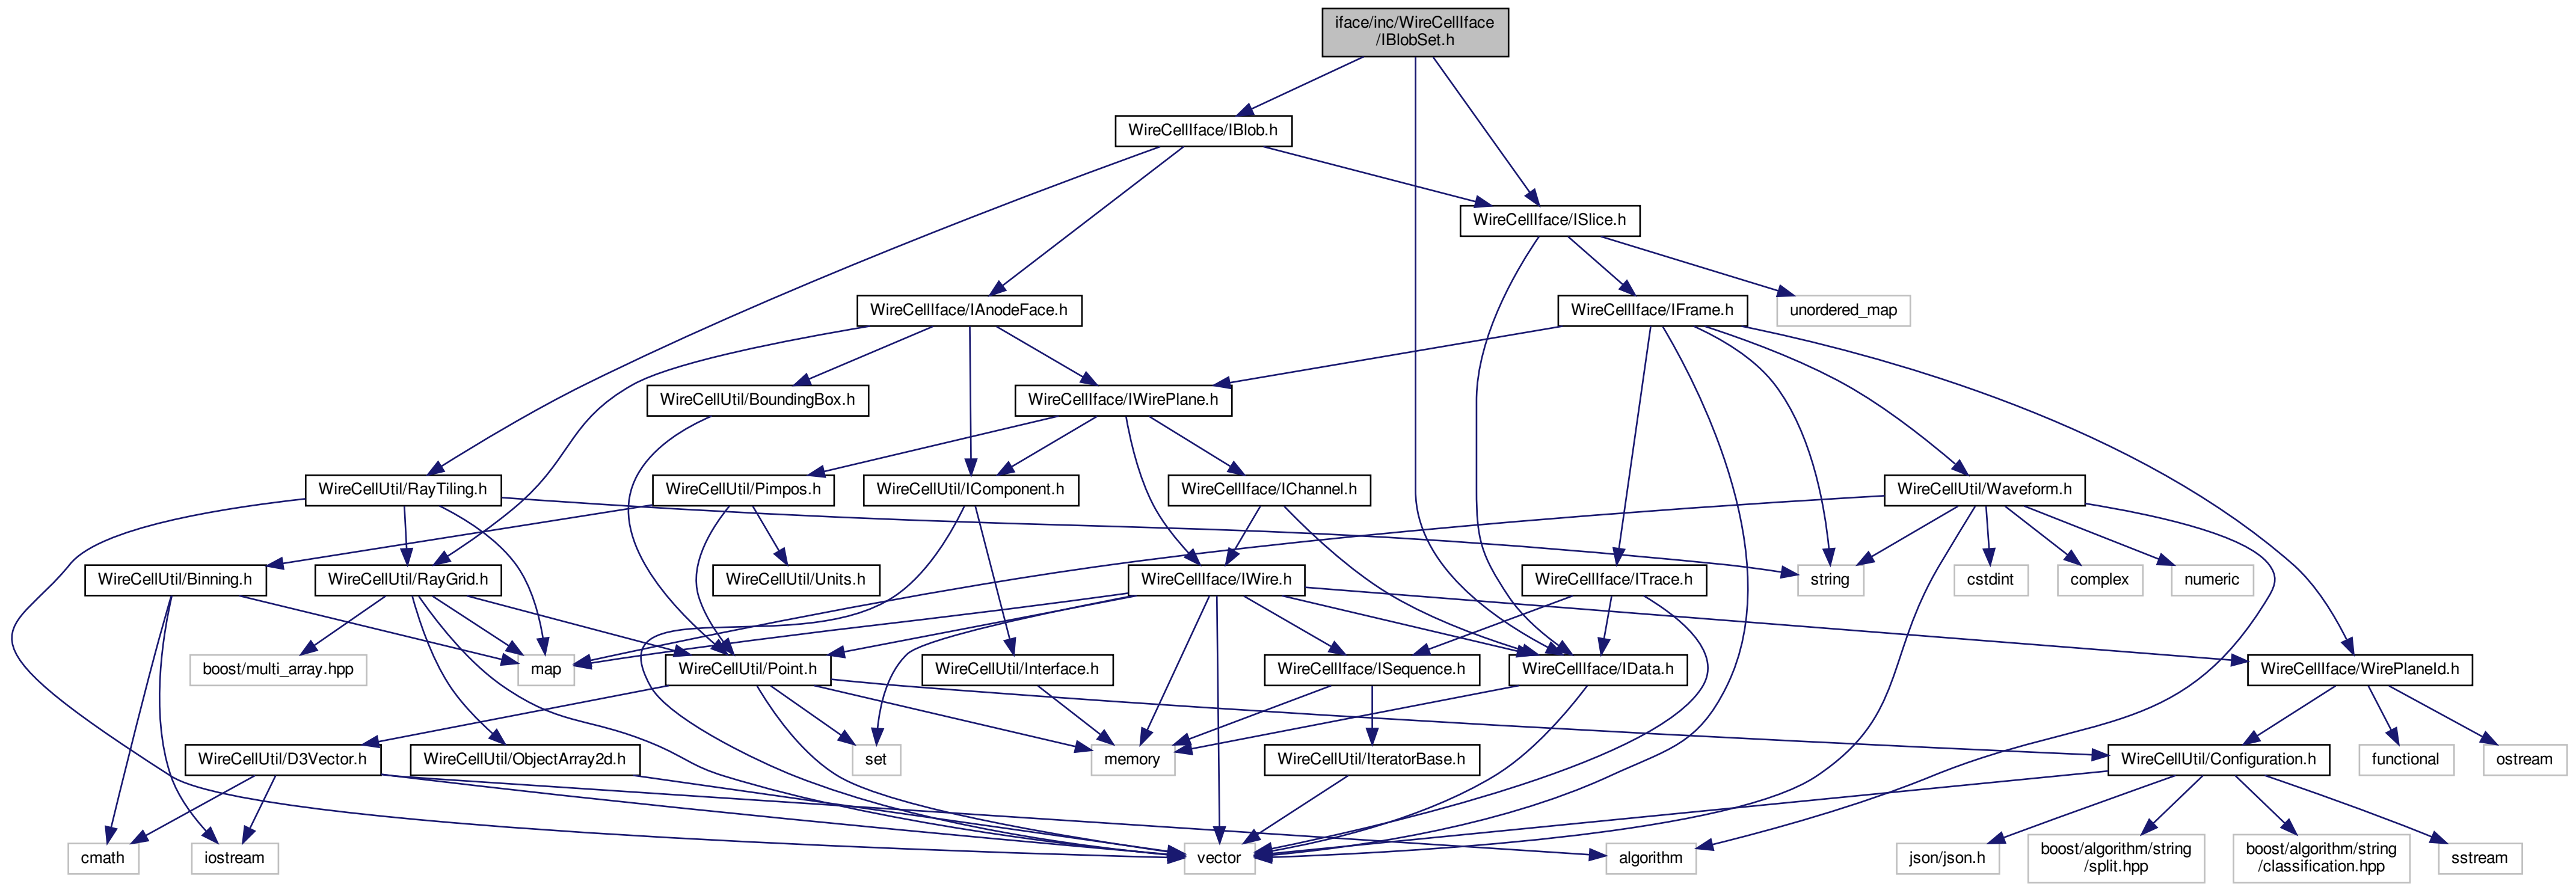 iface/inc/WireCellIface
/IBlobSet.h
WireCellIface/IBlob.h
WireCellIface/ISlice.h
WireCellIface/IAnodeFace.h
WireCellIface/IFrame.h
unordered_map
WireCellUtil/BoundingBox.h
WireCellIface/IWirePlane.h
WireCellUtil/RayTiling.h
WireCellUtil/Pimpos.h
WireCellUtil/IComponent.h
WireCellIface/IChannel.h
WireCellUtil/Waveform.h
WireCellUtil/Binning.h
WireCellUtil/RayGrid.h
WireCellUtil/Units.h
WireCellIface/IWire.h
WireCellIface/ITrace.h
string
cstdint
complex
numeric
boost/multi_array.hpp
map
WireCellUtil/Point.h
WireCellUtil/Interface.h
WireCellIface/ISequence.h
WireCellIface/IData.h
WireCellIface/WirePlaneId.h
WireCellUtil/D3Vector.h
WireCellUtil/ObjectArray2d.h
set
memory
WireCellUtil/IteratorBase.h
WireCellUtil/Configuration.h
functional
ostream
cmath
iostream
vector
algorithm
json/json.h
boost/algorithm/string
/split.hpp
boost/algorithm/string
/classification.hpp
sstream